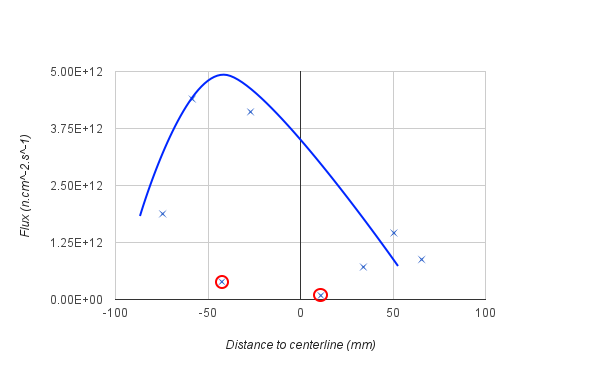 5.00E+12
3.75E+12
2.50E+12
1.25E+12
0.00E+00
-100 -50 0 50 100
Flux (n.cm^-2.s^-1)
Distance to centerline (mm)